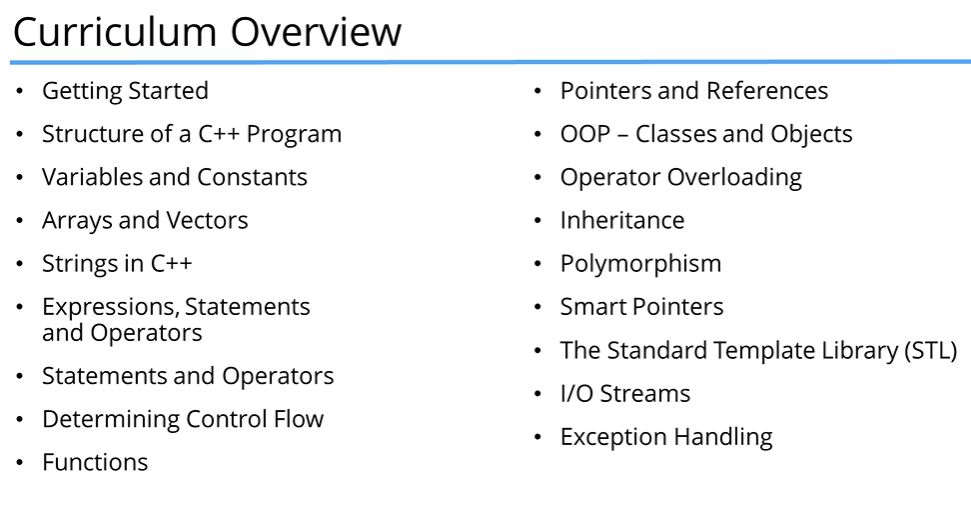 Curriculum Overview
• Getting Started
• Structure of a C++ Program
• Variables and Constants
• Arrays and Vectors
• Strings in C++
• Expressions, Statements
and Operators
• Statements and Operators
• Determining Control Flow
• Functions
• Pointers and References
• OOP – Classes and Objects
• Operator Overloading
• Inheritance
• Polymorphism
• Smart Pointers
• The Standard Template Library (STL)
• I/O Streams
• Exception Handling